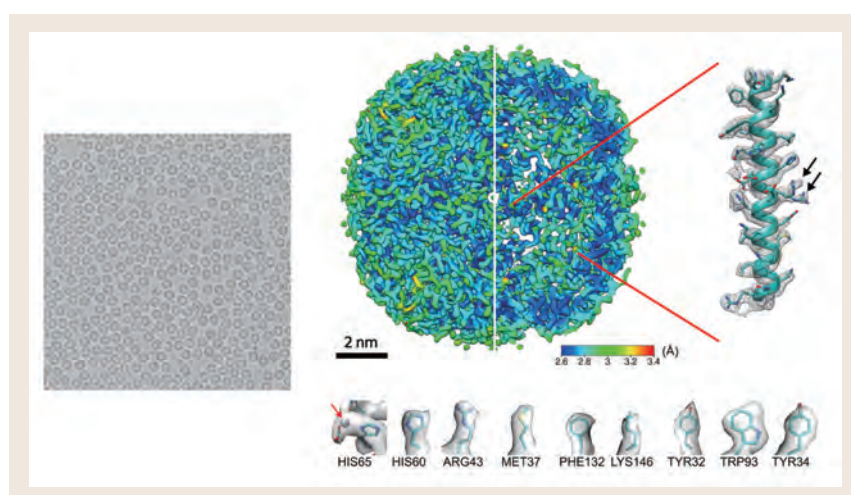 2 nm
(Å)
2.6 2.8 3 3.2 3.4
HIS65 HIS60 ARG43 MET37 PHE132 LYS146 TYR32 TRP93 TYR34